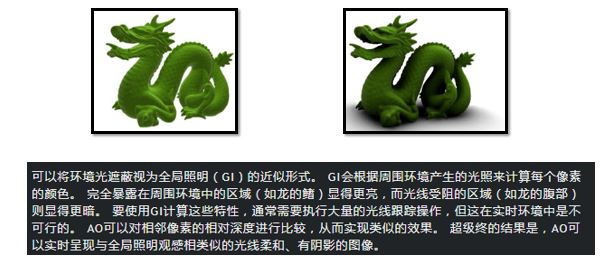 可以将环境光遮蔽视为全局照明（GI）的近似形式。 GI会根据周围环境产生的光照来计算每个像素
的颜色。 完全暴露在周围环境中的区域（如龙的鳍）显得更亮，而光线受阻的区域（如龙的腹部）
则显得更暗。 要使用GI计算这些特性，通常需要执行大量的光线跟踪操作，但这在实时环境中是不
可行的。 AO可以对相邻像素的相对深度进行比较，从而实现类似的效果。 超级终的结果是，AO可
以实时呈现与全局照明观感相类似的光线柔和、有阴影的图像。